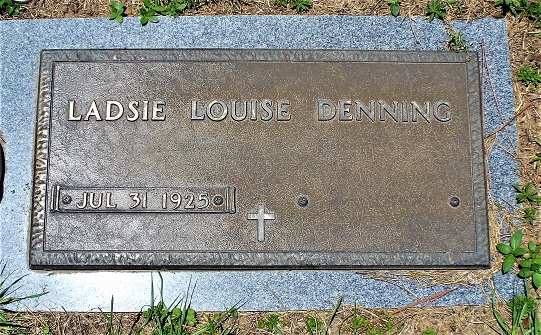 LADSIE LOUISE DENNING
JUL 31 1925